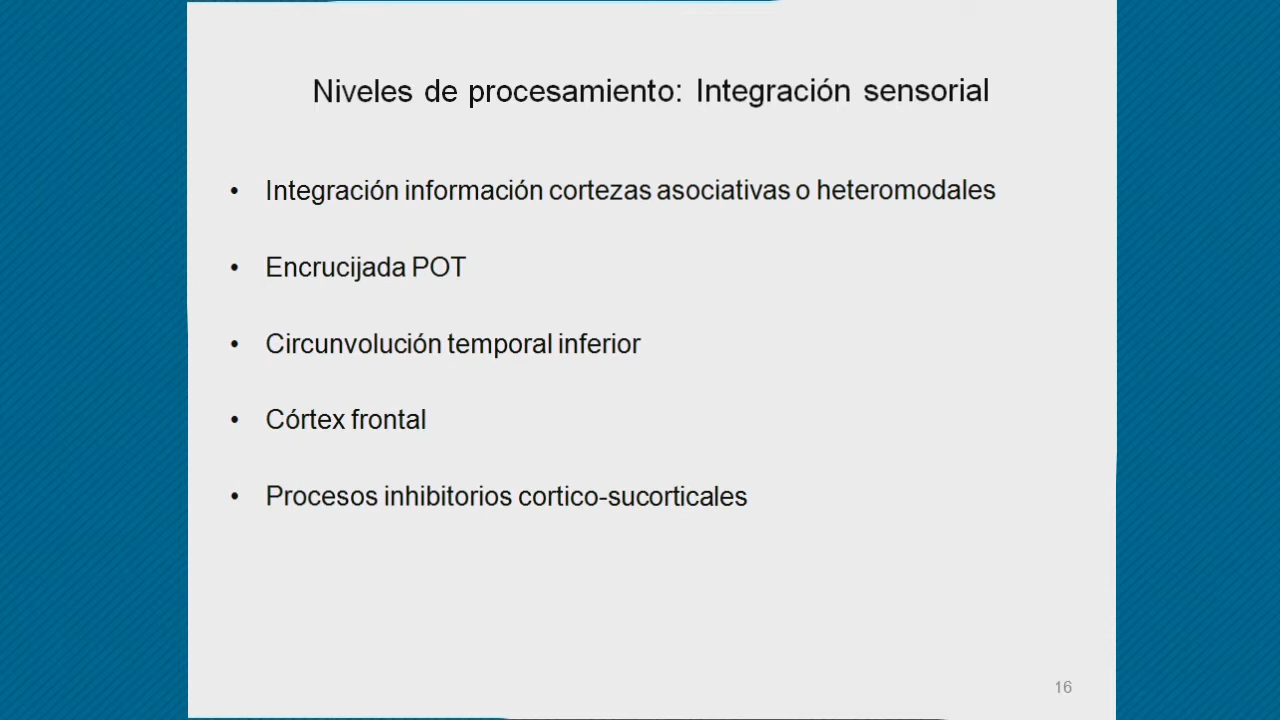 Niveles de procesamiento: Integración sensorial
• Integración información cortezas asociativas o heteromodales
• Encrucijada POT
• Circunvolución temporal inferior
• Córtex frontal
• Procesos inhibitorios cortico-sucorticales
16